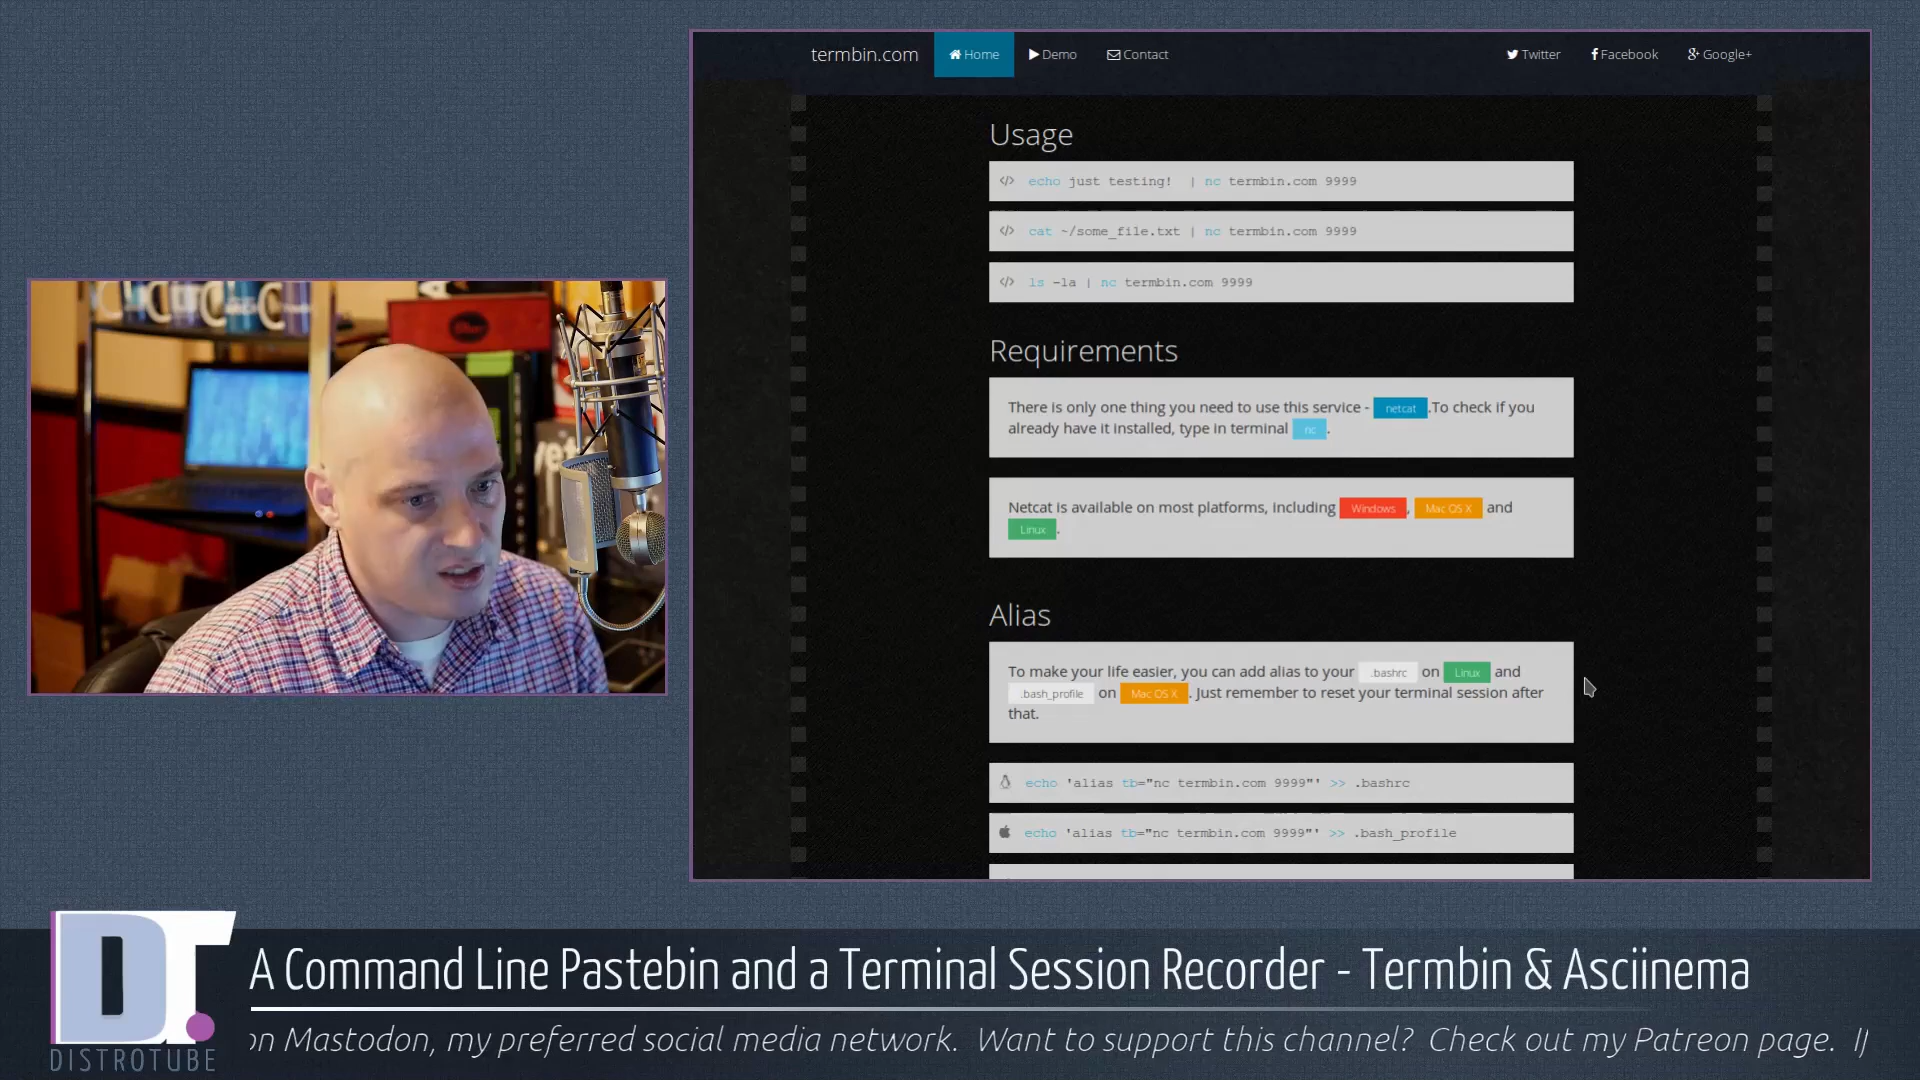 termbin.com Home Demo Contact Twitter Facebook Google+
Usage
</> echo just testing! | nc termbin.com 9999
</> cat ~/some_file.txt | nc termbin.com 9999
</> ls -la | nc termbin.com 9999
Requirements
There is only one thing you need to use this service - netcat .To check if you
already have it installed, type in terminal nc .
Netcat is available on most platforms, including Windows , Mac OS X and
Linux .
Alias
To make your life easier, you can add alias to your .bashrc on Linux and
.bash_profile on Mac OS X . Just remember to reset your terminal session after
that.
echo 'alias tb="nc termbin.com 9999"' >> .bashrc
echo 'alias tb="nc termbin.com 9999"' >> .bash_profile
DT.
DISTROTUBE
A Command Line Pastebin and a Terminal Session Recorder - Termbin & Asciinema
on Mastodon, my preferred social media network. Want to support this channel? Check out my Patreon page. If